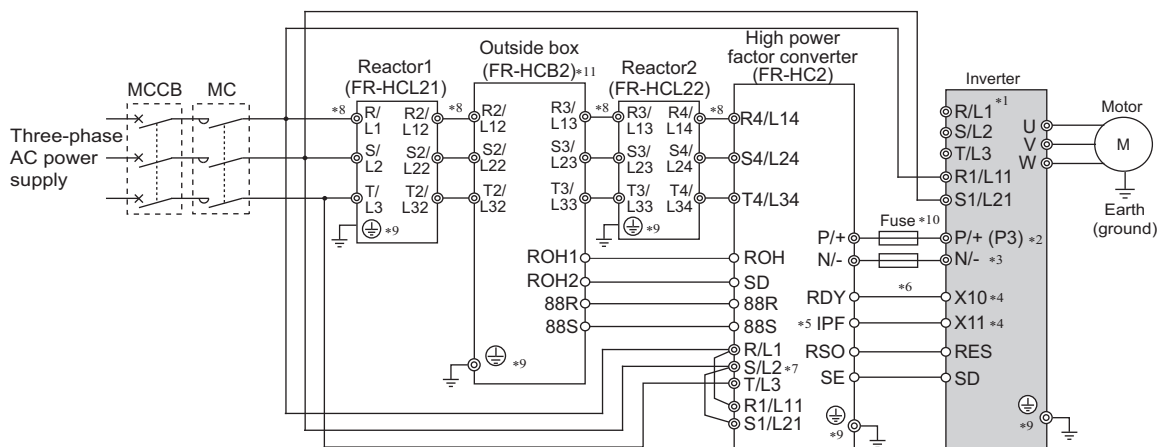 High power
factor converter
(FR-HC2)
Outside box
(FR-HCB2)*11
Reactor1
(FR-HCL21)
Reactor2
(FR-HCL22)
Inverter
MCCB
MC
Motor
Three-phase
AC power
supply
*8
R/
L1
R2/
L12
*8
R2/
L12
R3/
L13
*8
R3/
L13
R4/
L14
*8
R4/L14
S/
L2
S2/
L22
S2/
L22
S3/
L23
S3/
L23
S4/
L24
S4/L24
T/
L3
T2/
L32
T2/
L32
T3/
L33
T3/
L33
T4/
L34
T4/L34
*9
*9
R/L1 *1
S/L2
T/L3
R1/L11
S1/L21
U
V
W
M
Earth
(ground)
P/+
Fuse *10
P/+ (P3) *2
N/-
N/- *3
ROH1
ROH
ROH2
SD
88R
88R
88S
88S
RDY
*6
X10 *4
*5 IPF
X11 *4
RSO
RES
SE
SD
*9
R/L1
S/L2 *7
T/L3
R1/L11
S1/L21
*9
*9